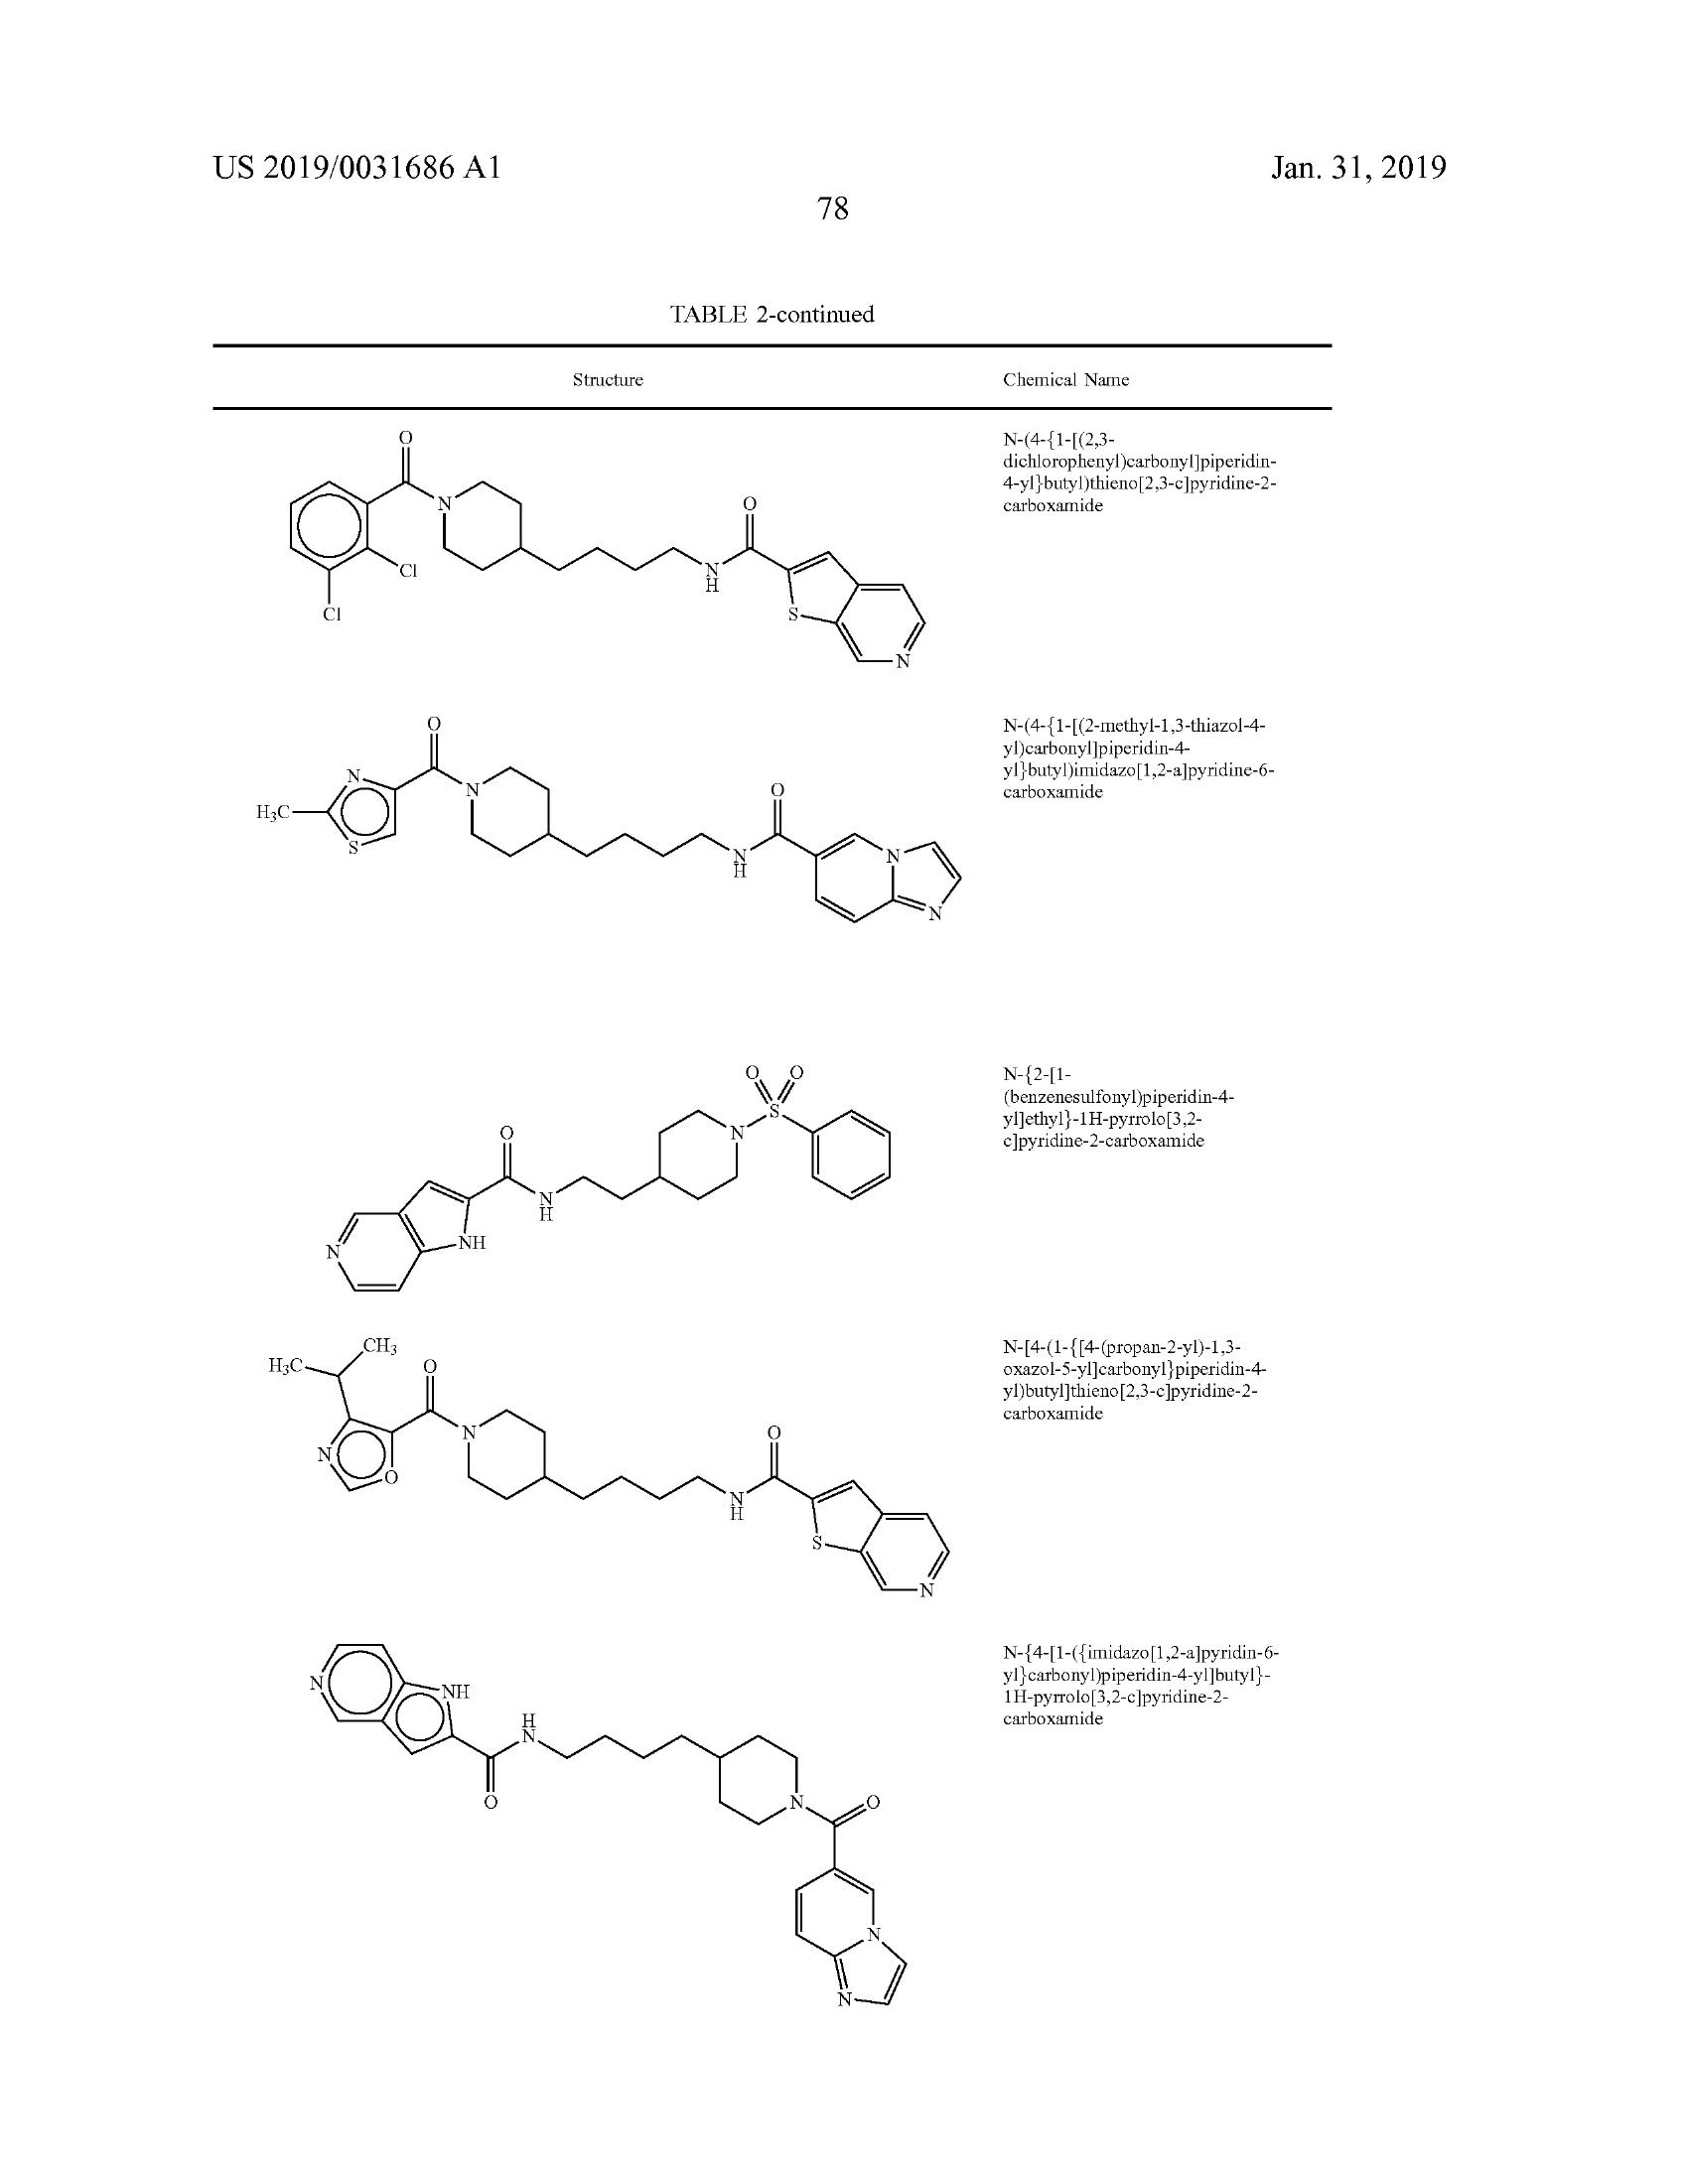 US 2019/0031686 A1
Jan. 31, 2019
78
TABLE 2-continued
Structure
Chemical Name
O
N
O
Cl
N
H
Cl
S
N
N-(4-{1-[(2,3-
dichlorophenyl)carbonyl]piperidin-
4-yl}butyl)thieno[2,3-c]pyridine-2-
carboxamide
O
N
N
H₃C
O
S
N
H
N
N
N-(4-{1-[(2-methyl-1,3-thiazol-4-
yl)carbonyl]piperidin-4-
yl}butyl)imidazo[1,2-a]pyridine-6-
carboxamide
O
O
S
N
O
N
H
NH
N
N-{2-[1-
(benzenesulfonyl)piperidin-4-
yl]ethyl}-1H-pyrrolo[3,2-
c]pyridine-2-carboxamide
CH₃
H₃C
O
N
O
N
O
N
H
S
N
N-[4-(1-{[4-(propan-2-yl)-1,3-
oxazol-5-yl]carbonyl}piperidin-4-
yl)butyl]thieno[2,3-c]pyridine-2-
carboxamide
N
NH
H
N
O
N
O
N
N
N-{4-[1-({imidazo[1,2-a]pyridin-6-
yl}carbonyl)piperidin-4-yl]butyl}-
1H-pyrrolo[3,2-c]pyridine-2-
carboxamide